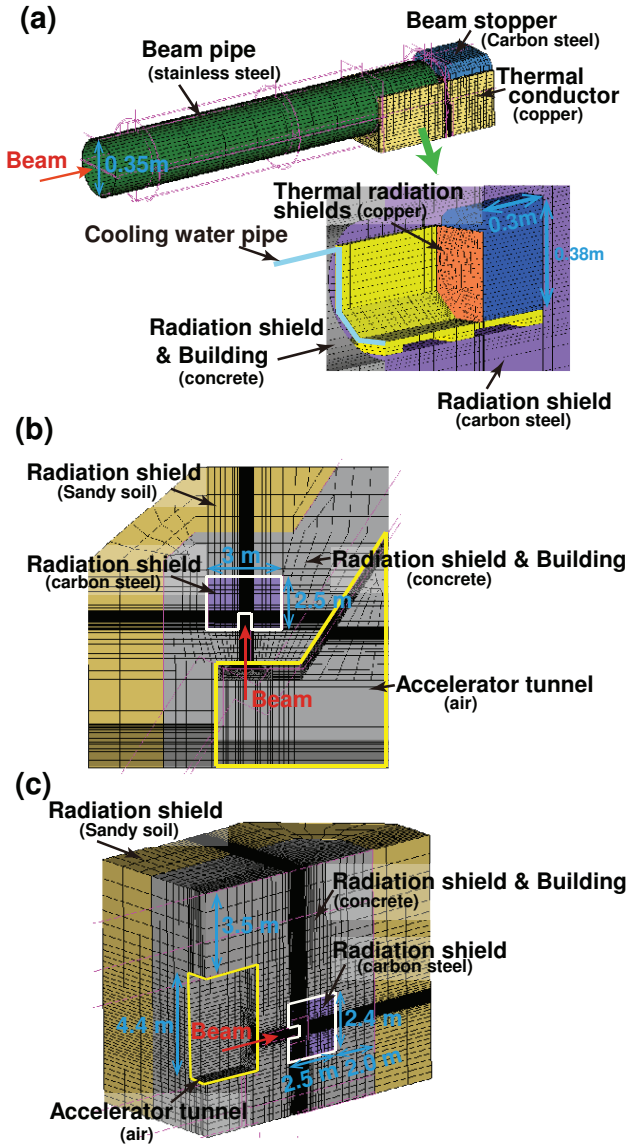 (a)
Beam stopper
(Carbon steel)
Beam pipe
(stainless steel)
Thermal
conductor
(copper)
Beam
0.35m
Thermal radiation
shields (copper)
0.3m
Cooling water pipe
0.38m
Radiation shield
& Building
(concrete)
Radiation shield
(carbon steel)
(b)
Radiation shield
(Sandy soil)
3 m
Radiation shield
(carbon steel)
Radiation shield & Building
(concrete)
2.5 m
Beam
Accelerator tunnel
(air)
(c)
Radiation shield
(Sandy soil)
Radiation shield & Building
(concrete)
3.5 m
Radiation shield
(carbon steel)
4.4 m
Beam
2.4 m
2.5 m
2.0 m
Accelerator tunnel
(air)